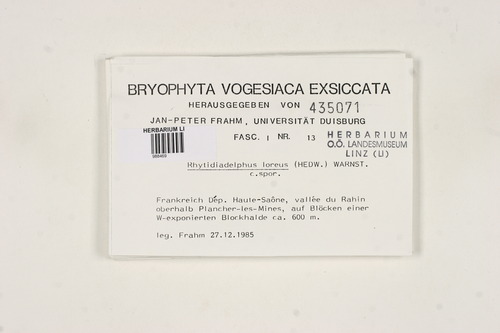 BRYOPHYTA VOGESIACA EXSICCATA
HERAUSGEGEBEN VON 435071
JAN-PETER FRAHM, UNIVERSITÄT DUISBURG
HERBARIUM LI
FASC. I NR. 13
HERBARIUM
O.Ö. LANDESMUSEUM
LINZ (LI)
Rhytidiadelphus loreus (HEDW.) WARNST.
c.spor.
Frankreich Dép. Haute-Saône, vallée du Rahin
oberhalb Plancher-les-Mines, auf Blöcken einer
W-exponierten Blockhalde ca. 600 m.
leg. Frahm 27.12.1985